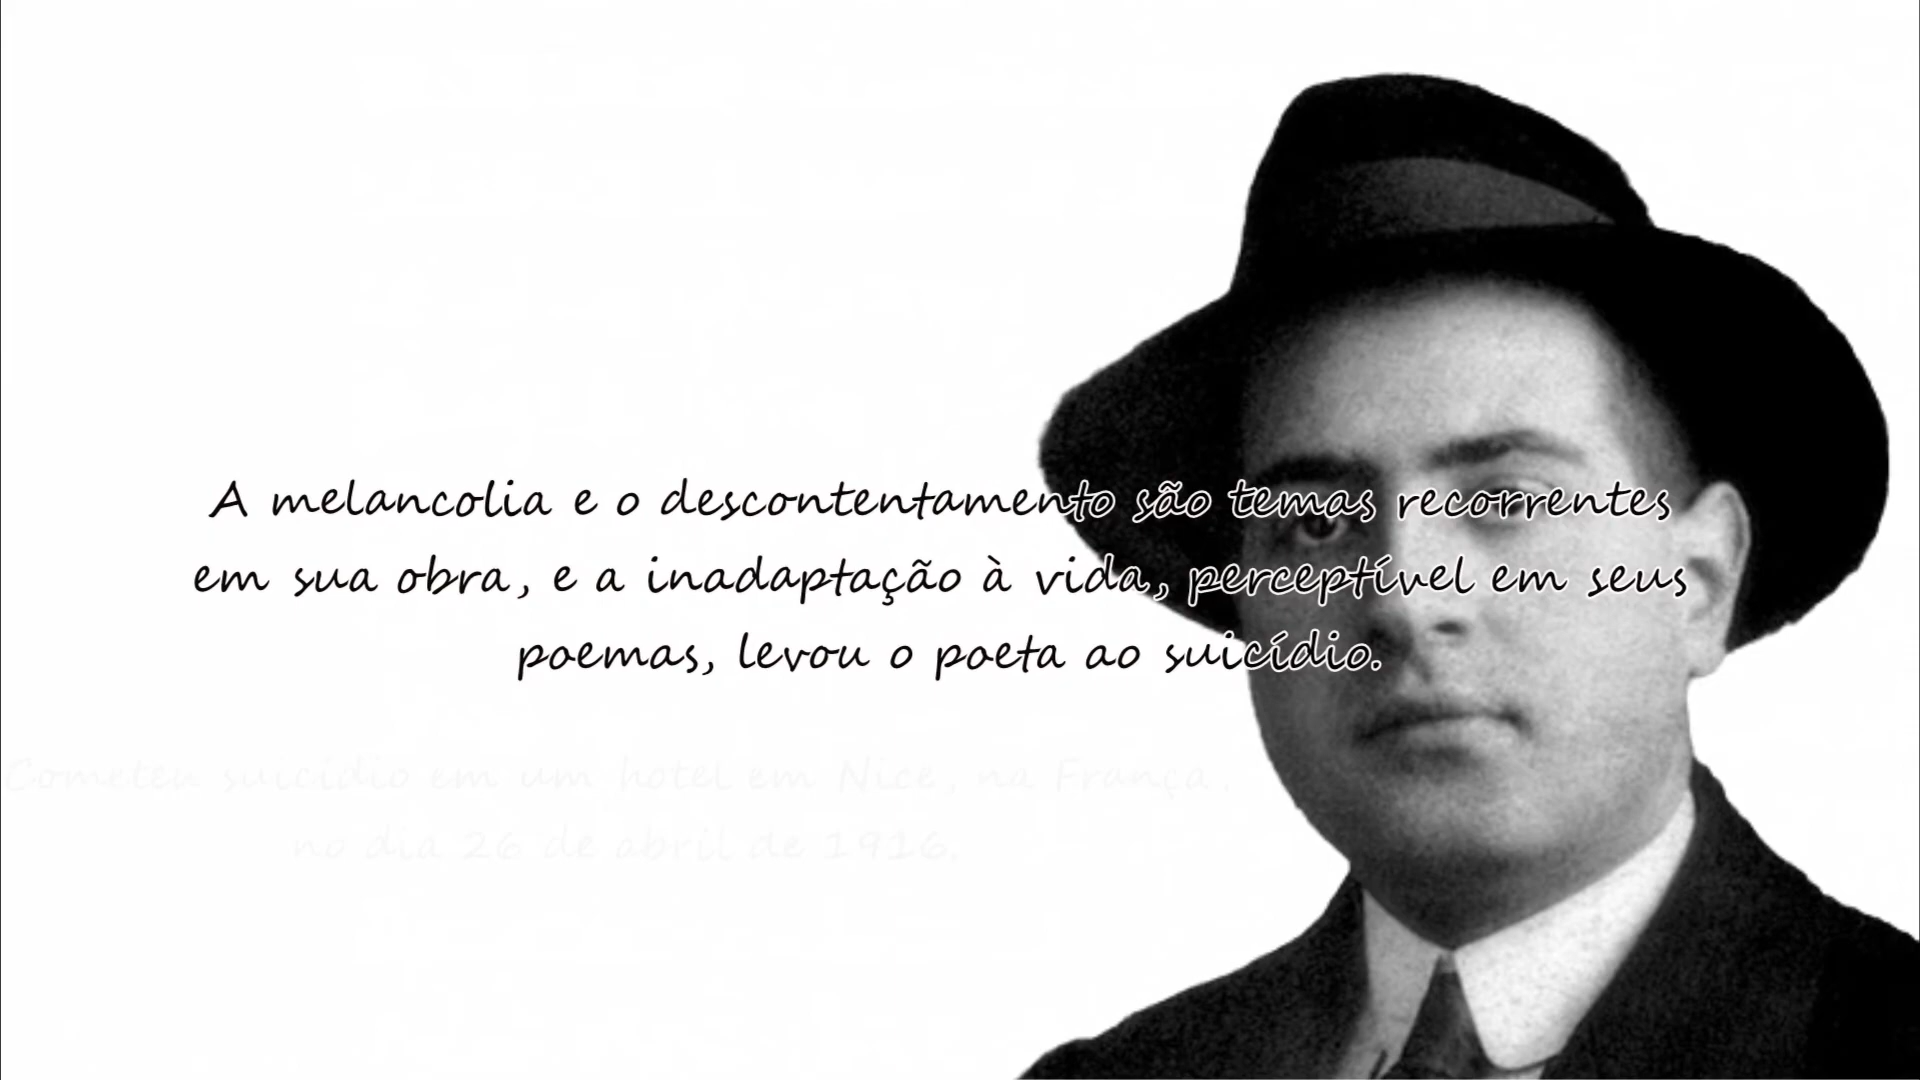 A melancolia e o descontentamento são temas recorrentes
em sua obra, e a inadaptação à vida, perceptível em seus
poemas, levou o poeta ao suicídio.
Cometeu suicídio em um hotel em Nice, na França,
no dia 26 de abril de 1916.